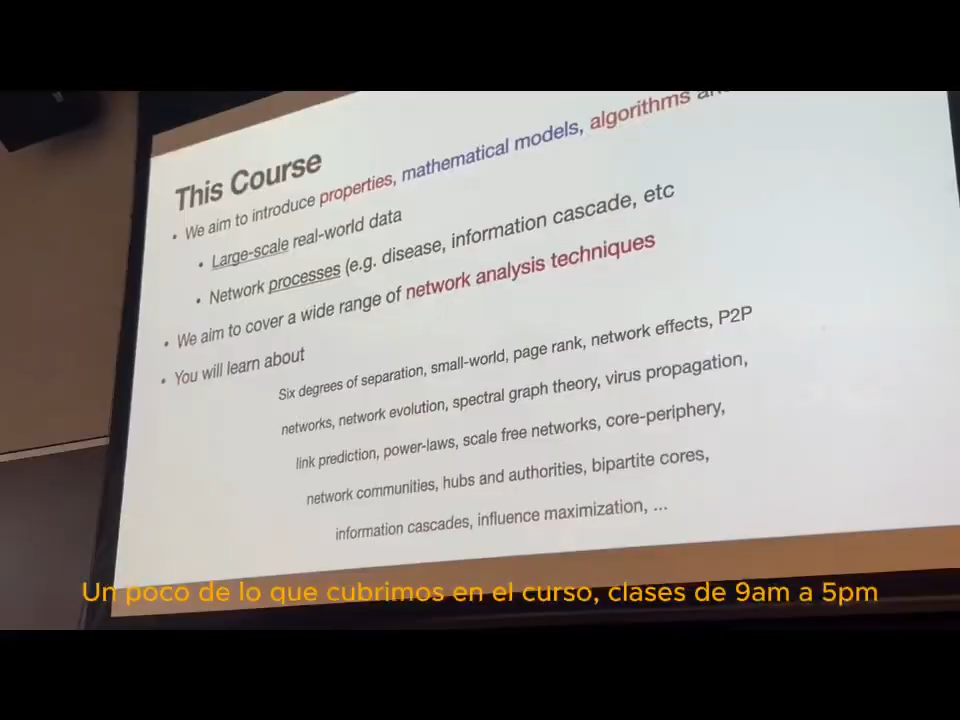 This Course
• We aim to introduce properties, mathematical models, algorithms
• Large-scale real-world data
• Network processes (e.g. disease, information cascade, etc
• We aim to cover a wide range of network analysis techniques
• You will learn about
Six degrees of separation, small-world, page rank, network effects, P2P
networks, network evolution, spectral graph theory, virus propagation,
link prediction, power-laws, scale free networks, core-periphery,
network communities, hubs and authorities, bipartite cores,
information cascades, influence maximization, ...
Un poco de lo que cubrimos en el curso, clases de 9am a 5pm